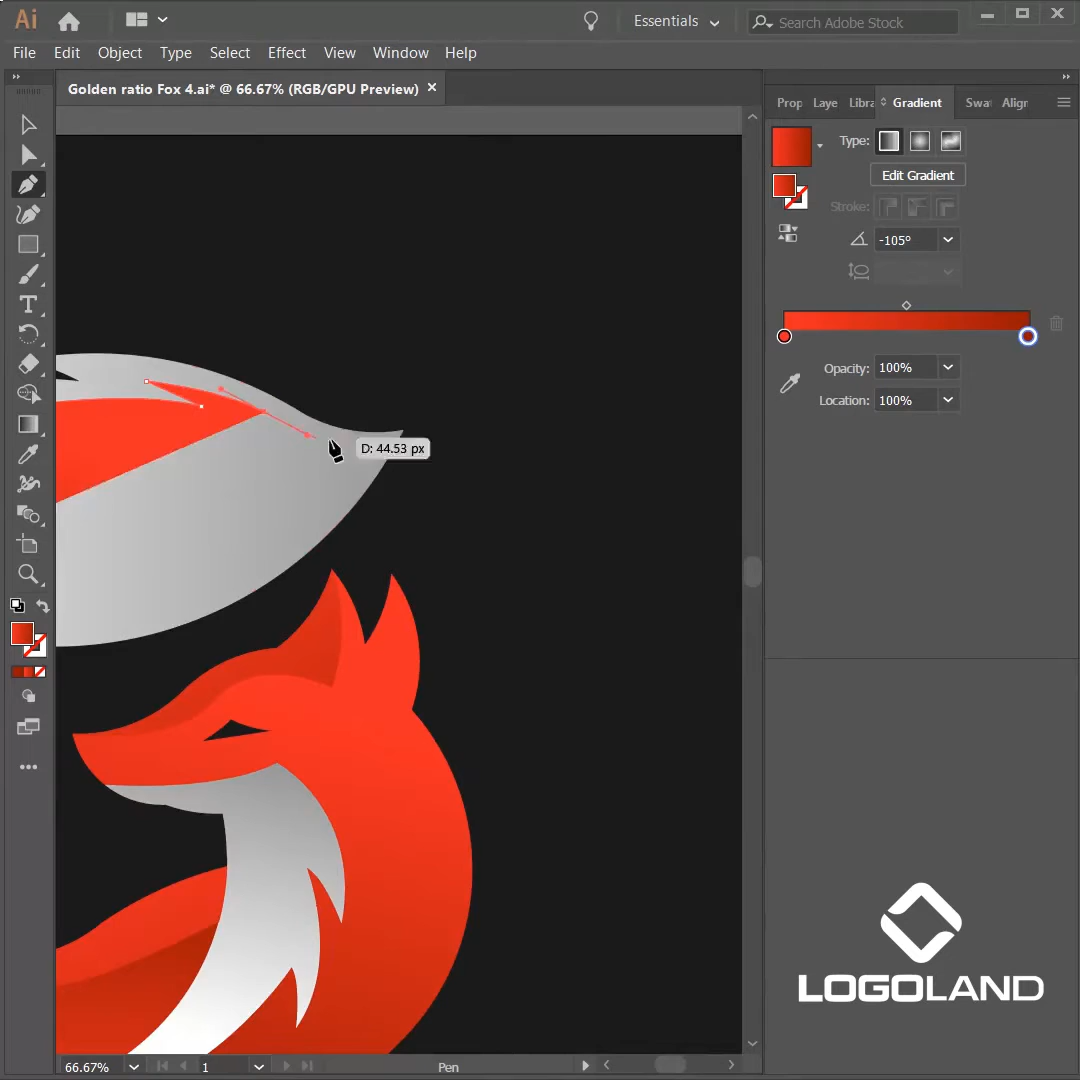 Ai
Essentials
Search Adobe Stock
File Edit Object Type Select Effect View Window Help
Golden ratio Fox 4.ai* @ 66.67% (RGB/GPU Preview) ×
Prop Laye Libra Gradient Swat Aligr
Type:
Edit Gradient
Stroke:
-105°
Opacity: 100%
Location: 100%
D: 44.53 px
T
LOGOLAND
66.67% 1 Pen